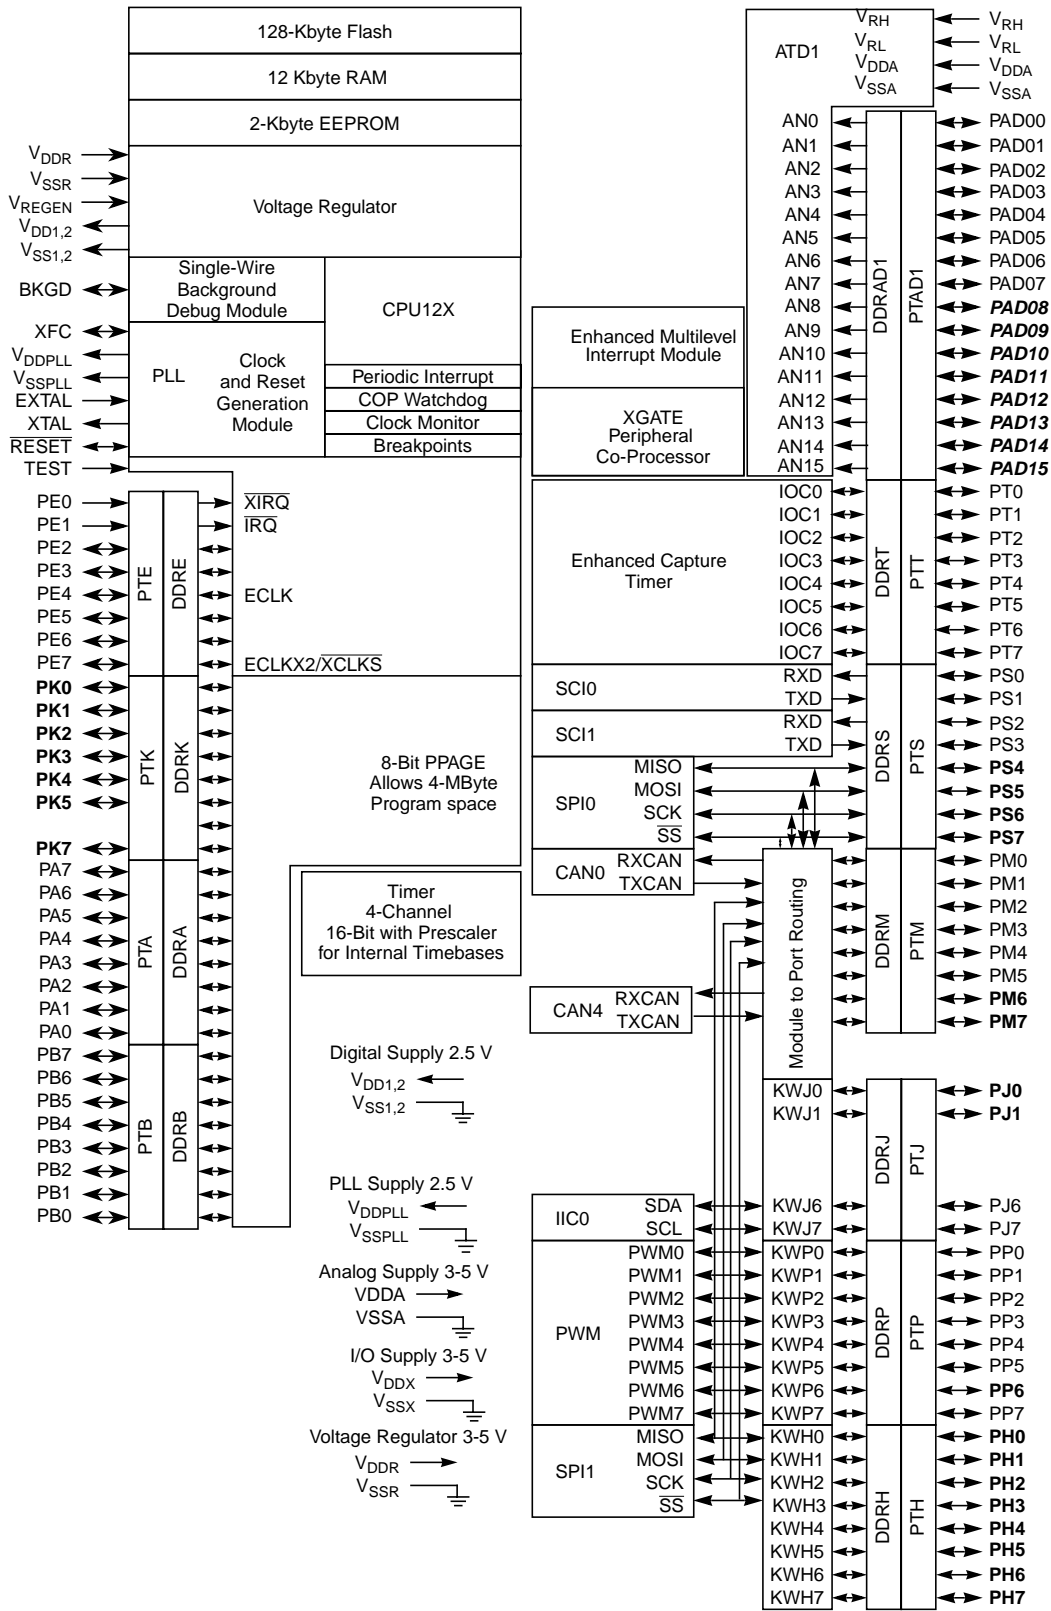 128-Kbyte Flash
12 Kbyte RAM
2-Kbyte EEPROM
Voltage Regulator
VDDR
VSSR
VREGEN
VDD1,2
VSS1,2
Single-Wire
Background
Debug Module
CPU12X
BKGD
XFC
VDDPLL
VSSPLL
EXTAL
XTAL
RESET
TEST
PLL
Clock
and Reset
Generation
Module
Periodic Interrupt
COP Watchdog
Clock Monitor
Breakpoints
PE0
PE1
PE2
PE3
PE4
PE5
PE6
PE7
PTE
DDRE
XIRQ
IRQ
ECLK
ECLKX2/XCLKS
PK0
PK1
PK2
PK3
PK4
PK5
PK7
PTK
DDRK
8-Bit PPAGE
Allows 4-MByte
Program space
PA7
PA6
PA5
PA4
PA3
PA2
PA1
PA0
PTA
DDRA
Timer
4-Channel
16-Bit with Prescaler
for Internal Timebases
PB7
PB6
PB5
PB4
PB3
PB2
PB1
PB0
PTB
DDRB
Digital Supply 2.5 V
VDD1,2
VSS1,2
PLL Supply 2.5 V
VDDPLL
VSSPLL
Analog Supply 3-5 V
VDDA
VSSA
I/O Supply 3-5 V
VDDX
VSSX
Voltage Regulator 3-5 V
VDDR
VSSR
Enhanced Multilevel
Interrupt Module
XGATE
Peripheral
Co-Processor
ATD1
VRH
VRL
VDDA
VSSA
VRH
VRL
VDDA
VSSA
AN0
AN1
AN2
AN3
AN4
AN5
AN6
AN7
AN8
AN9
AN10
AN11
AN12
AN13
AN14
AN15
DDRAD1
PTAD1
PAD00
PAD01
PAD02
PAD03
PAD04
PAD05
PAD06
PAD07
PAD08
PAD09
PAD10
PAD11
PAD12
PAD13
PAD14
PAD15
Enhanced Capture
Timer
IOC0
IOC1
IOC2
IOC3
IOC4
IOC5
IOC6
IOC7
DDRT
PTT
PT0
PT1
PT2
PT3
PT4
PT5
PT6
PT7
SCI0
RXD
TXD
SCI1
RXD
TXD
SPI0
MISO
MOSI
SCK
SS
DDRS
PTS
PS0
PS1
PS2
PS3
PS4
PS5
PS6
PS7
CAN0
RXCAN
TXCAN
CAN4
RXCAN
TXCAN
Module to Port Routing
DDRM
PTM
PM0
PM1
PM2
PM3
PM4
PM5
PM6
PM7
KWJ0
KWJ1
KWJ6
KWJ7
DDRJ
PTJ
PJ0
PJ1
PJ6
PJ7
IIC0
SDA
SCL
PWM
PWM0
PWM1
PWM2
PWM3
PWM4
PWM5
PWM6
PWM7
KWP0
KWP1
KWP2
KWP3
KWP4
KWP5
KWP6
KWP7
DDRP
PTP
PP0
PP1
PP2
PP3
PP4
PP5
PP6
PP7
SPI1
MISO
MOSI
SCK
SS
KWH0
KWH1
KWH2
KWH3
KWH4
KWH5
KWH6
KWH7
DDRH
PTH
PH0
PH1
PH2
PH3
PH4
PH5
PH6
PH7